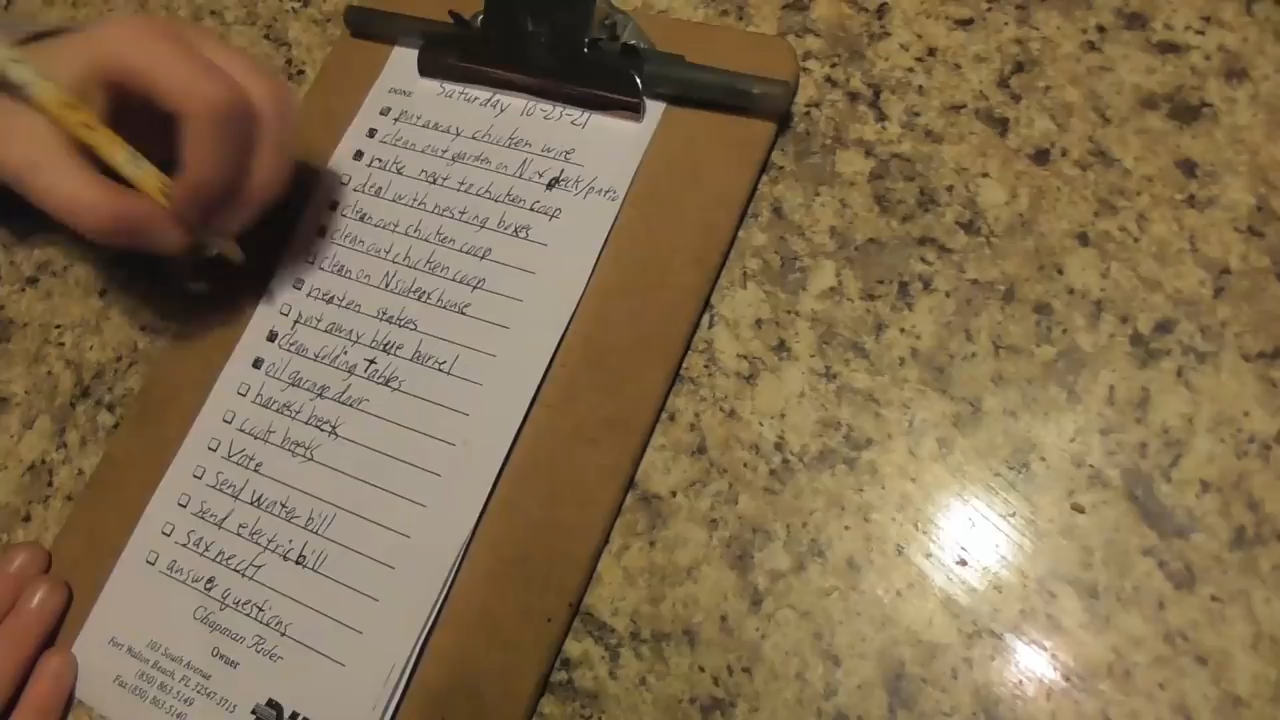 DONE
Saturday 10-23-21
put away chicken wire
clean out garden on N of deck/patio
rake next to chicken coop
deal with nesting boxes
clean out chicken coop
clean out chicken coop
clean on N side of house
neaten stakes
put away blue barrel
clean folding tables
oil garage door
harvest beets
cook beets
Vote
send water bill
send electric bill
sax neck
answer questions
Chapman Rider
Owner
103 South Avenue
Fort Walton Beach, FL 32547-3715
(850) 863-5149
Fax (850) 863-5140